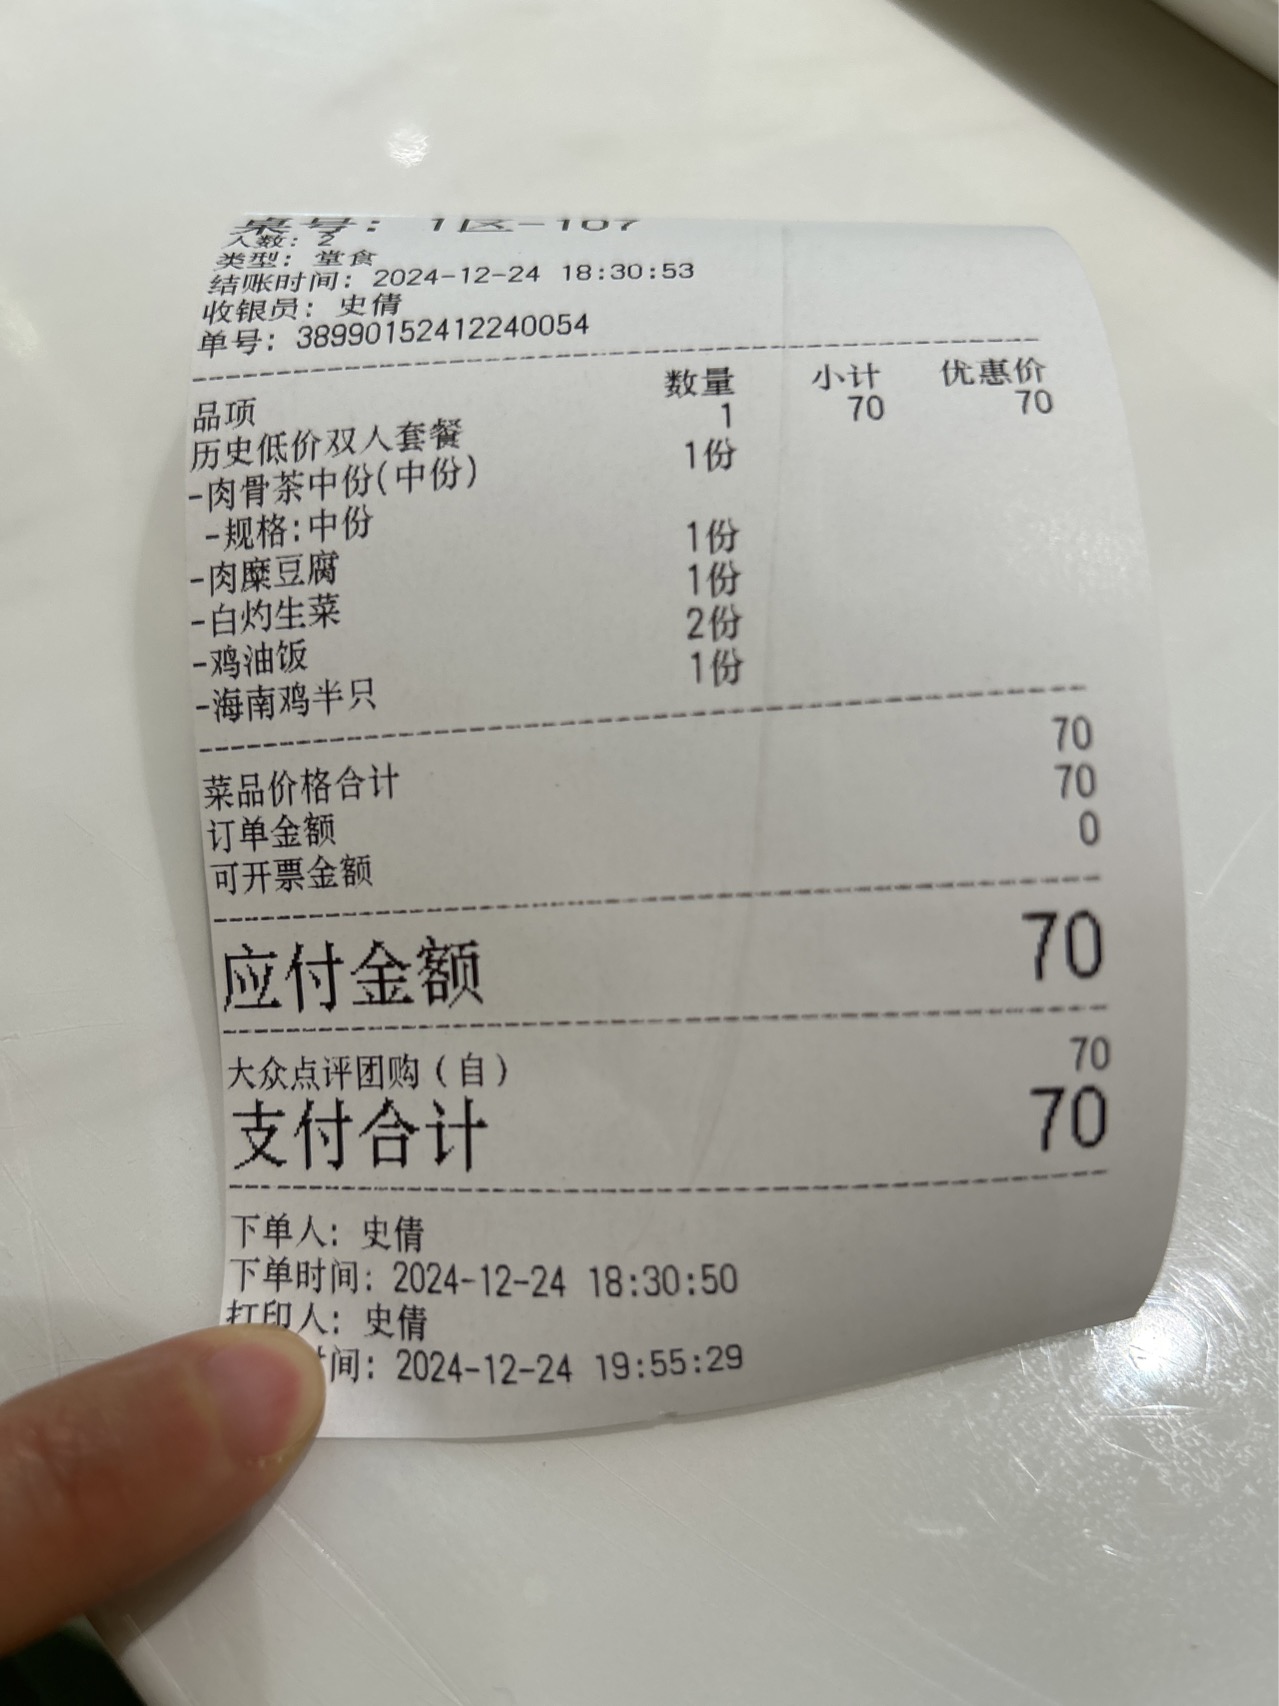 桌号: 1区-107
人数: 2
类型: 堂食
结账时间: 2024-12-24 18:30:53
收银员: 史倩
单号: 38990152412240054
品项 数量 小计 优惠价
历史低价双人套餐 1 70 70
-肉骨茶中份(中份) 1份
-规格:中份
-肉糜豆腐 1份
-白灼生菜 1份
-鸡油饭 2份
-海南鸡半只 1份
菜品价格合计 70
订单金额 70
可开票金额 0
应付金额 70
大众点评团购(自) 70
支付合计 70
下单人: 史倩
下单时间: 2024-12-24 18:30:50
打印人: 史倩
间: 2024-12-24 19:55:29